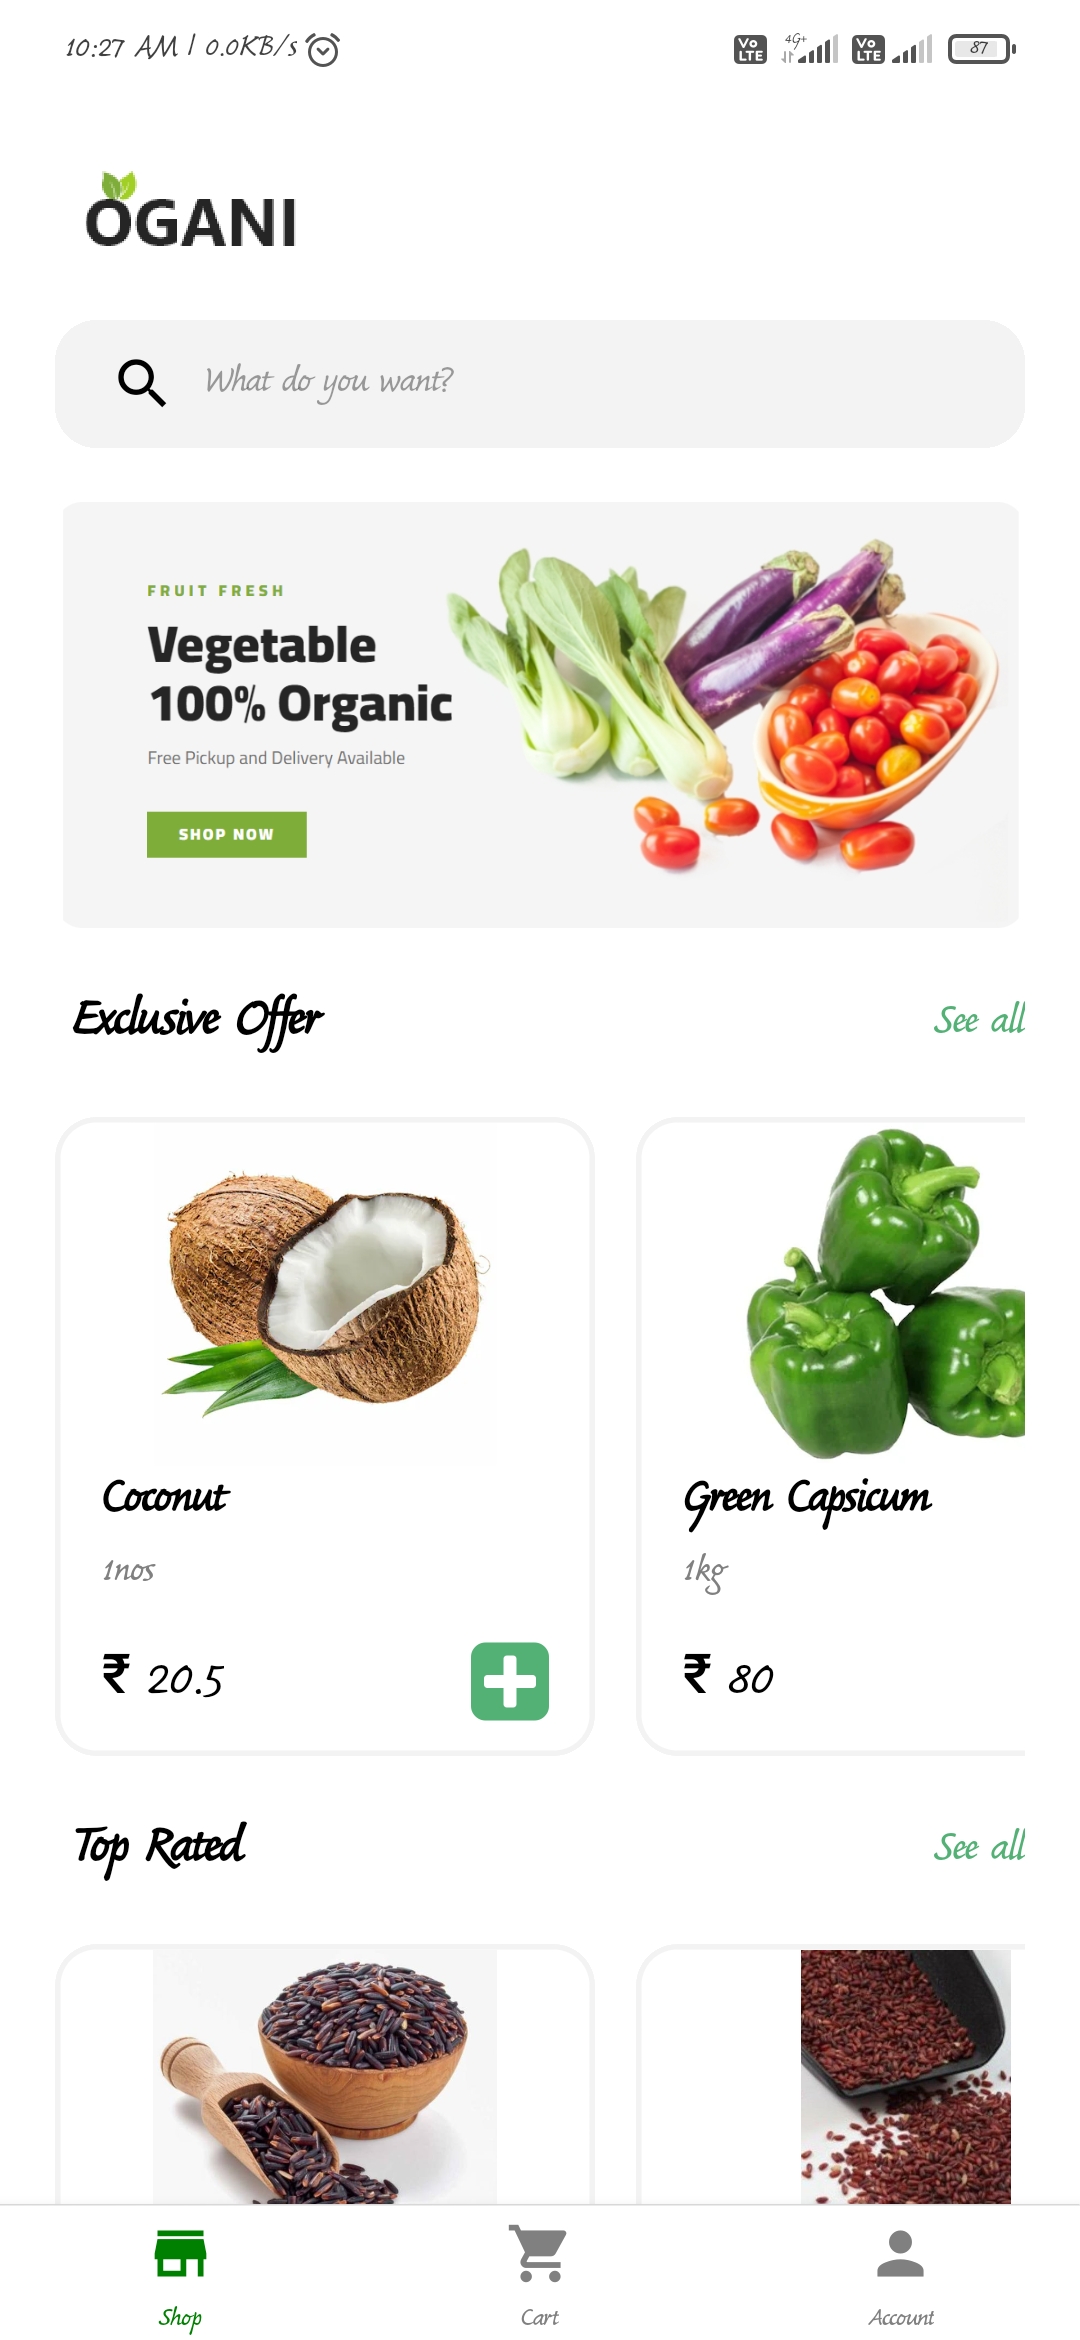 10:27 AM | 0.0KB/s
Vo LTE 4G+ Vo LTE 87
OGANI
What do you want?
FRUIT FRESH
Vegetable
100% Organic
Free Pickup and Delivery Available
SHOP NOW
Exclusive Offer See all
Coconut Green Capsicum
1nos 1kg
₹ 20.5 ₹ 80
Top Rated See all
Shop Cart Account